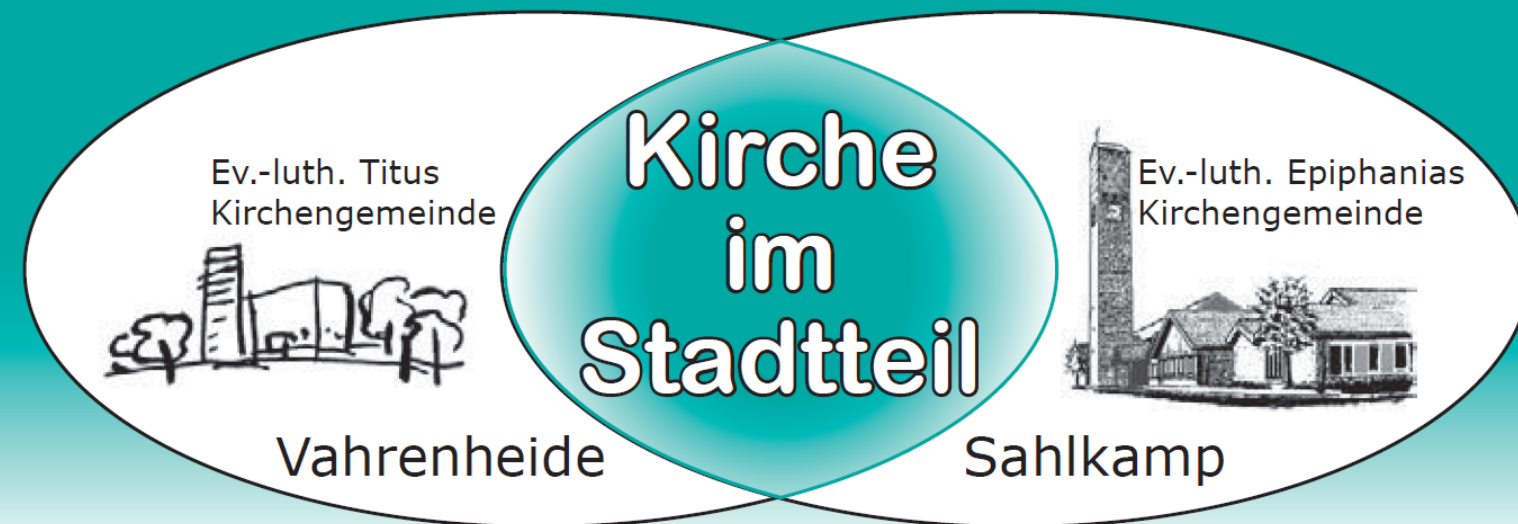 Ev.-luth. Titus
Kirchengemeinde
Vahrenheide
Kirche
im
Stadtteil
Ev.-luth. Epiphanias
Kirchengemeinde
Sahlkamp